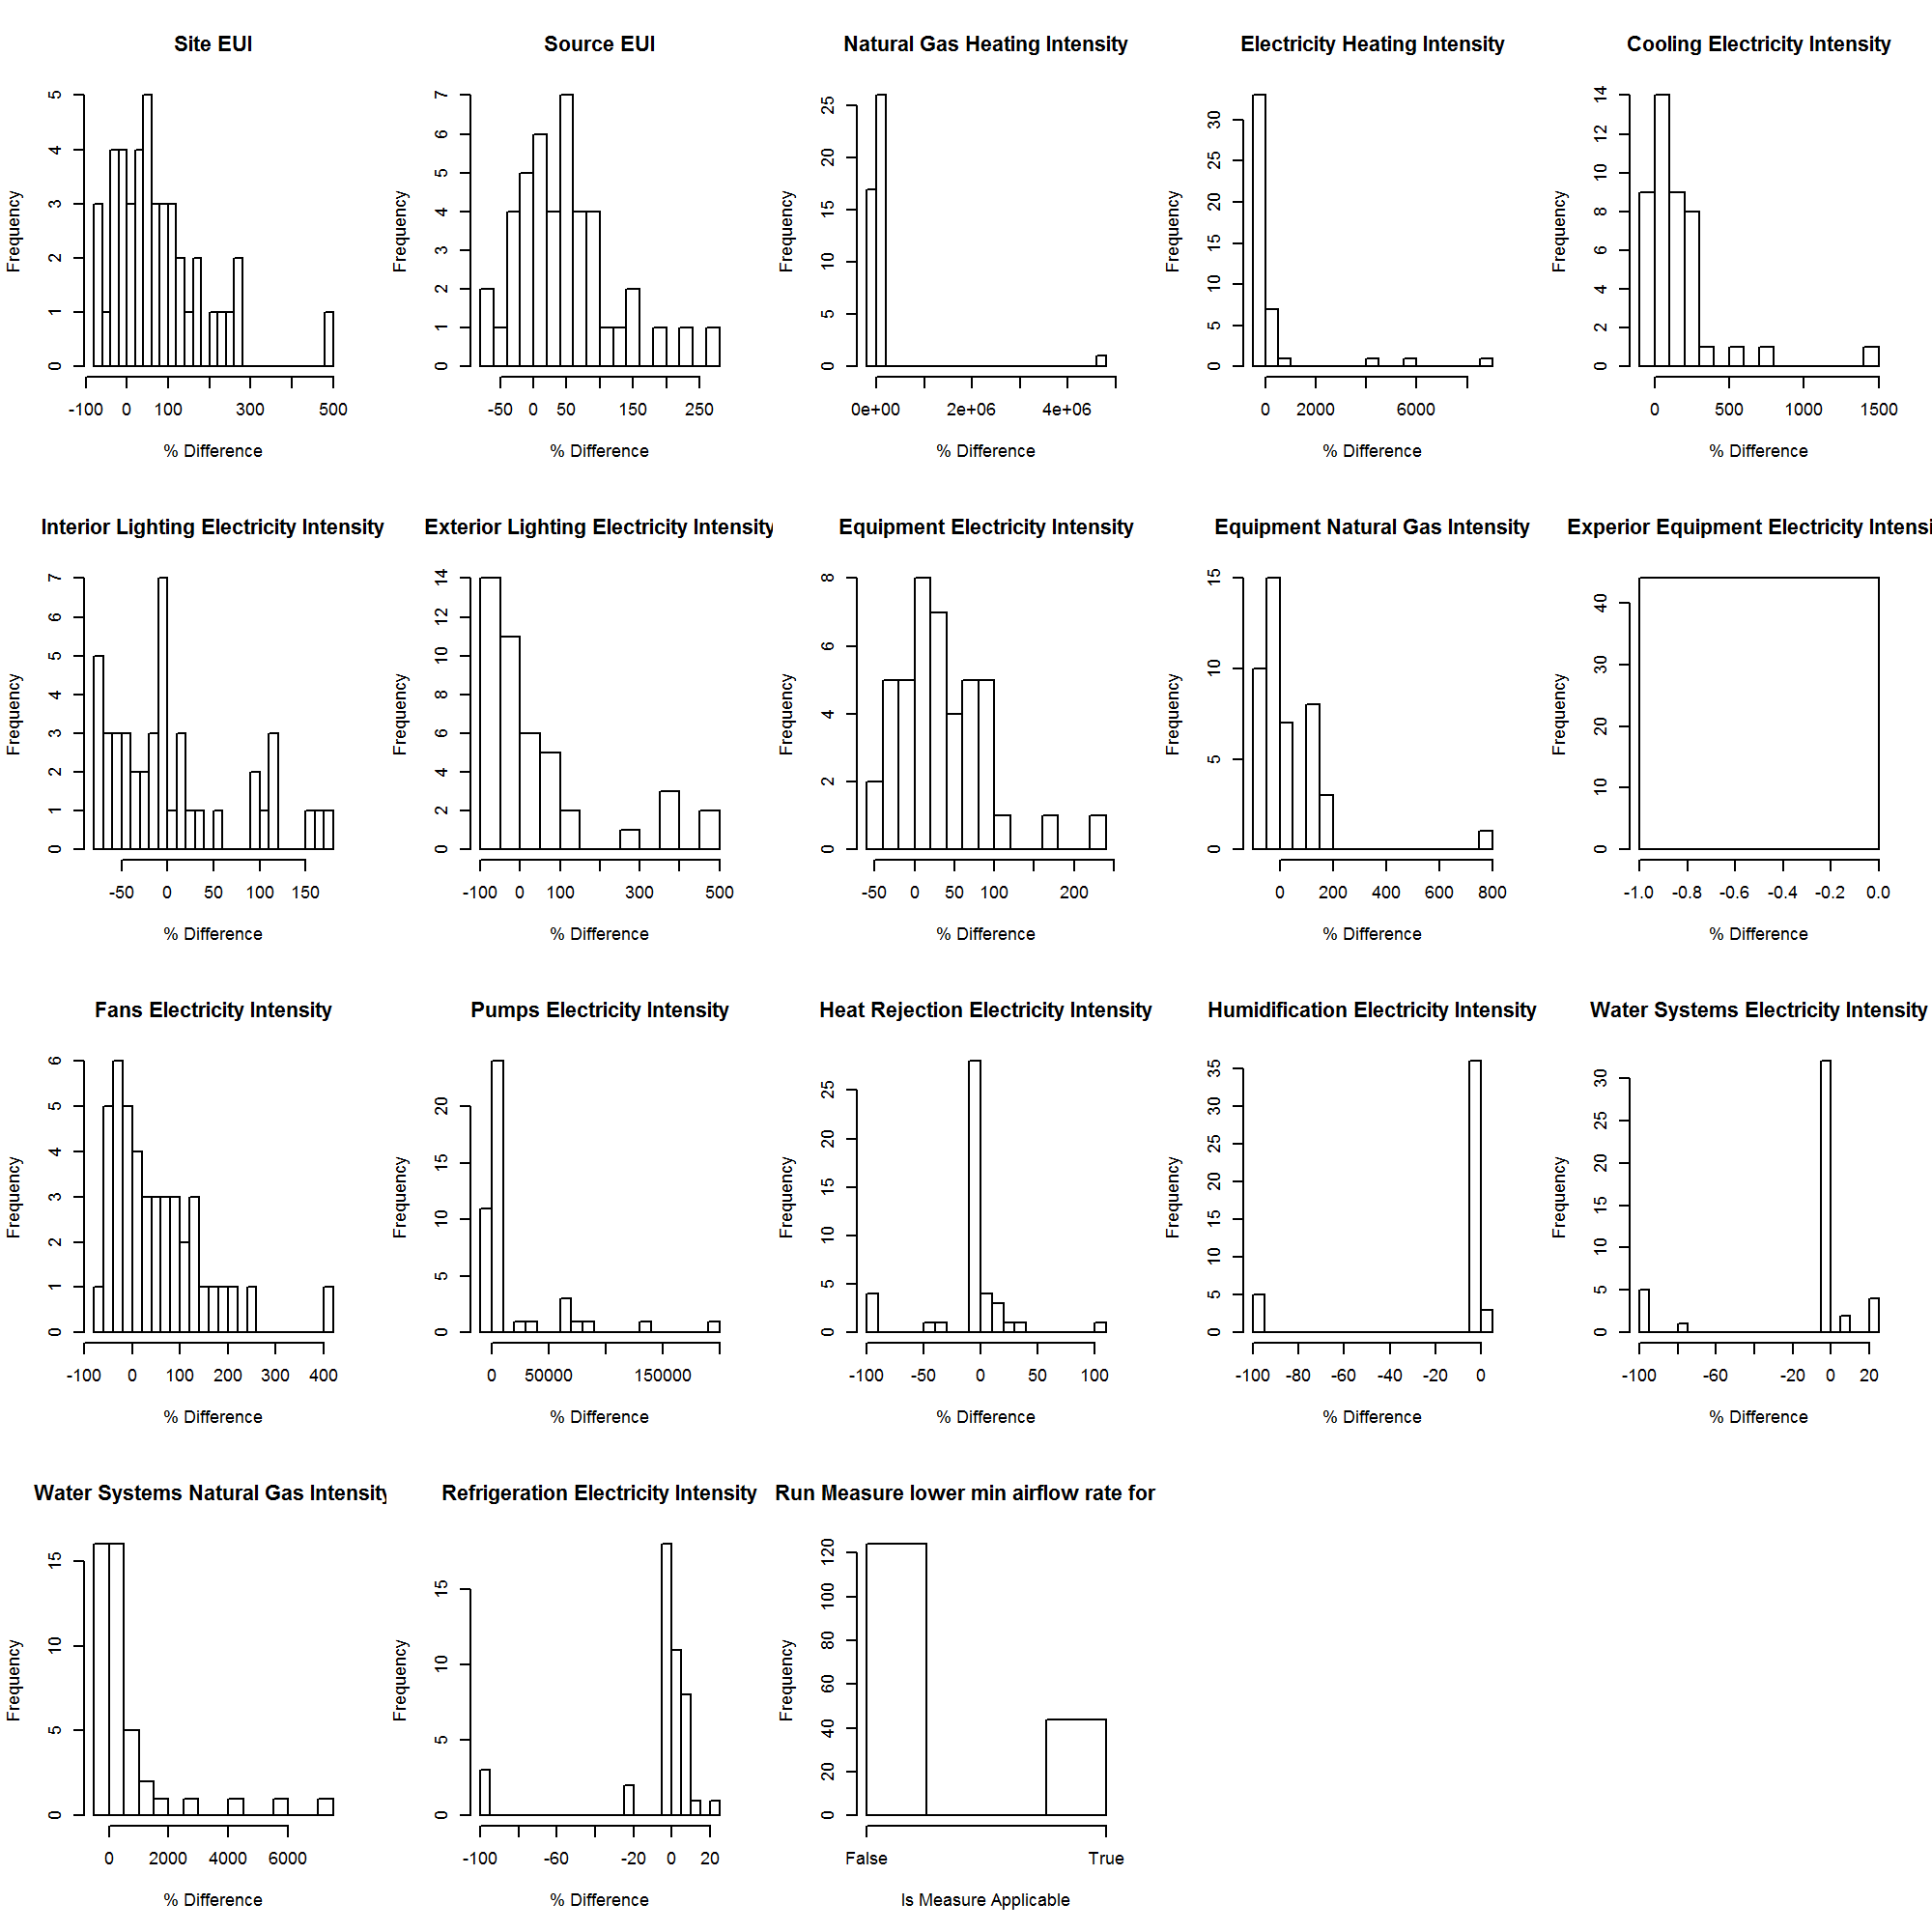 Site EUI
Frequency
0
1
2
3
4
5
-100 0 100 300 500
% Difference
Source EUI
Frequency
0
1
2
3
4
5
6
7
-50 0 50 150 250
% Difference
Natural Gas Heating Intensity
Frequency
0
5
10
15
20
25
0e+00 2e+06 4e+06
% Difference
Electricity Heating Intensity
Frequency
0
5
10
15
20
25
30
0 2000 6000
% Difference
Cooling Electricity Intensity
Frequency
0
2
4
6
8
10
12
14
0 500 1000 1500
% Difference
Interior Lighting Electricity Intensity
Frequency
0
1
2
3
4
5
6
7
-50 0 50 100 150
% Difference
Exterior Lighting Electricity Intensity
Frequency
0
2
4
6
8
10
12
14
-100 0 100 300 500
% Difference
Equipment Electricity Intensity
Frequency
0
2
4
6
8
-50 0 50 100 200
% Difference
Equipment Natural Gas Intensity
Frequency
0
5
10
15
0 200 400 600 800
% Difference
Experior Equipment Electricity Intensi
Frequency
0
10
20
30
40
-1.0 -0.8 -0.6 -0.4 -0.2 0.0
% Difference
Fans Electricity Intensity
Frequency
0
1
2
3
4
5
6
-100 0 100 200 300 400
% Difference
Pumps Electricity Intensity
Frequency
0
5
10
15
20
0 50000 150000
% Difference
Heat Rejection Electricity Intensity
Frequency
0
5
10
15
20
25
-100 -50 0 50 100
% Difference
Humidification Electricity Intensity
Frequency
0
5
10
15
20
25
30
35
-100 -80 -60 -40 -20 0
% Difference
Water Systems Electricity Intensity
Frequency
0
5
10
15
20
25
30
-100 -60 -20 0 20
% Difference
Water Systems Natural Gas Intensity
Frequency
0
5
10
15
0 2000 4000 6000
% Difference
Refrigeration Electricity Intensity
Frequency
0
5
10
15
-100 -60 -20 0 20
% Difference
Run Measure lower min airflow rate for
Frequency
0
20
40
60
80
100
120
False True
Is Measure Applicable